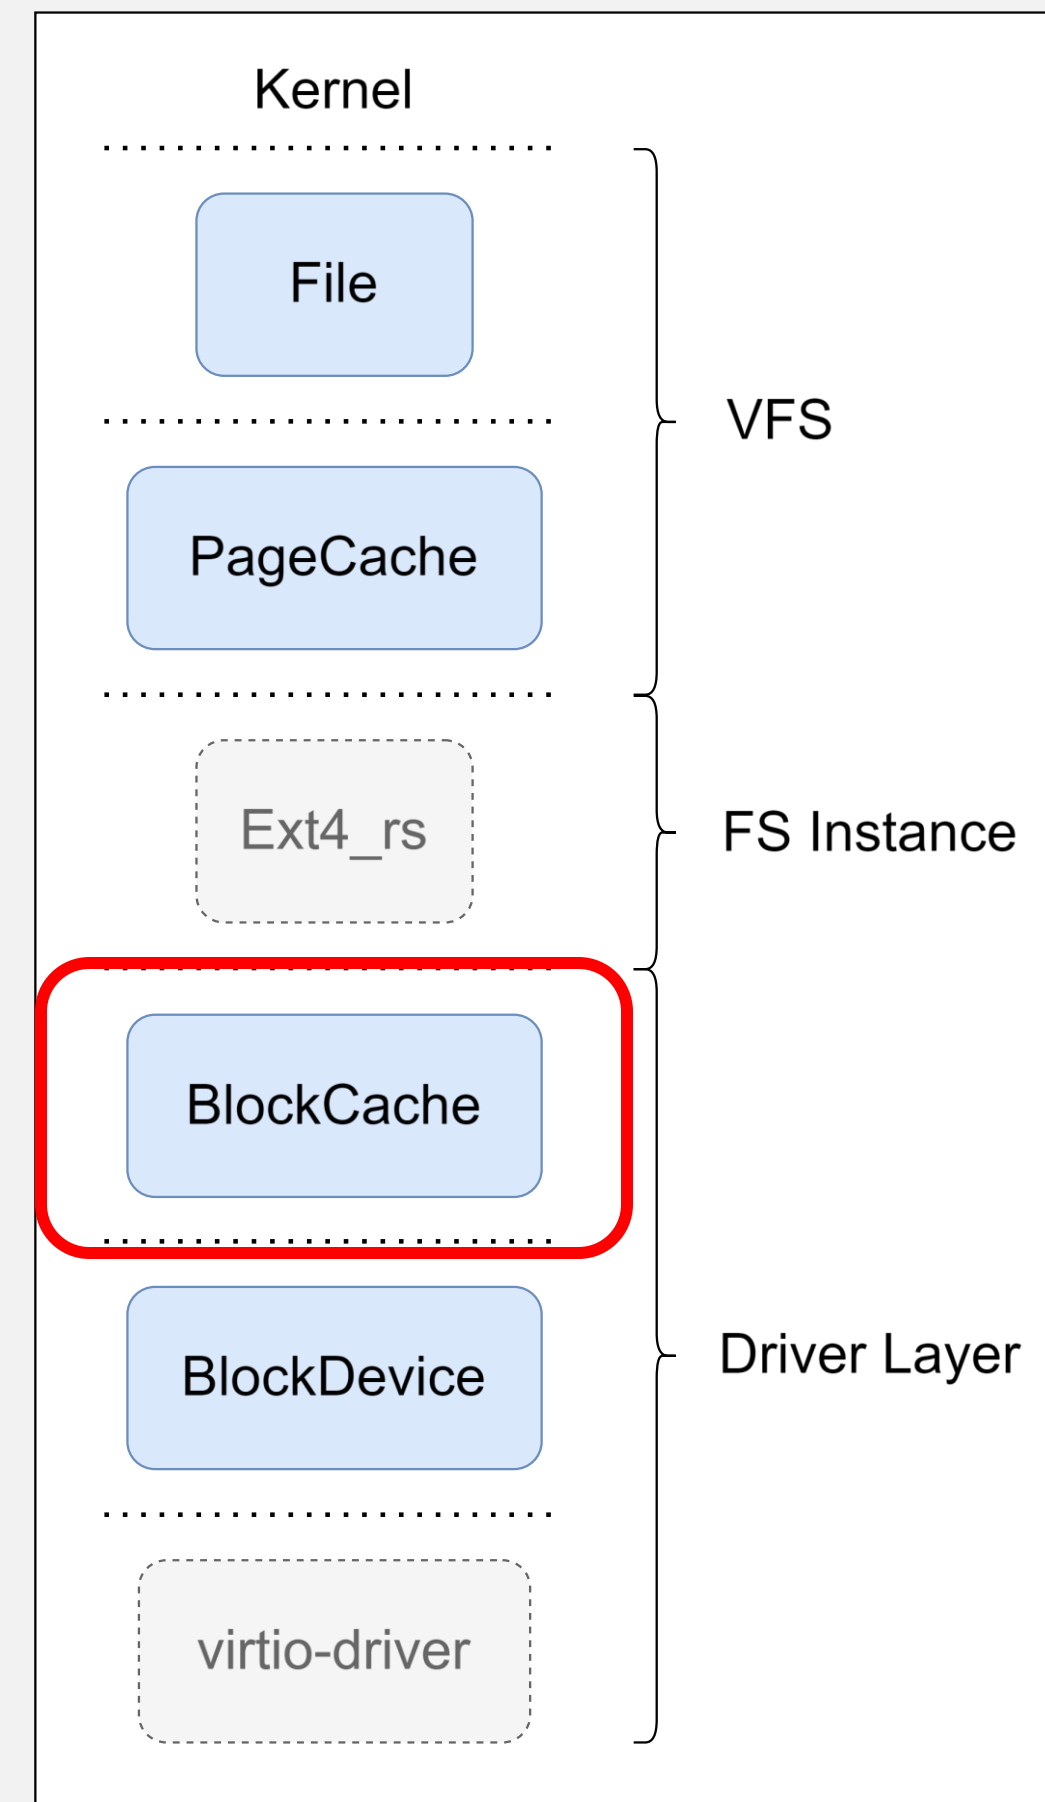 Kernel
File
VFS
PageCache
Ext4_rs
FS Instance
BlockCache
BlockDevice
Driver Layer
virtio-driver